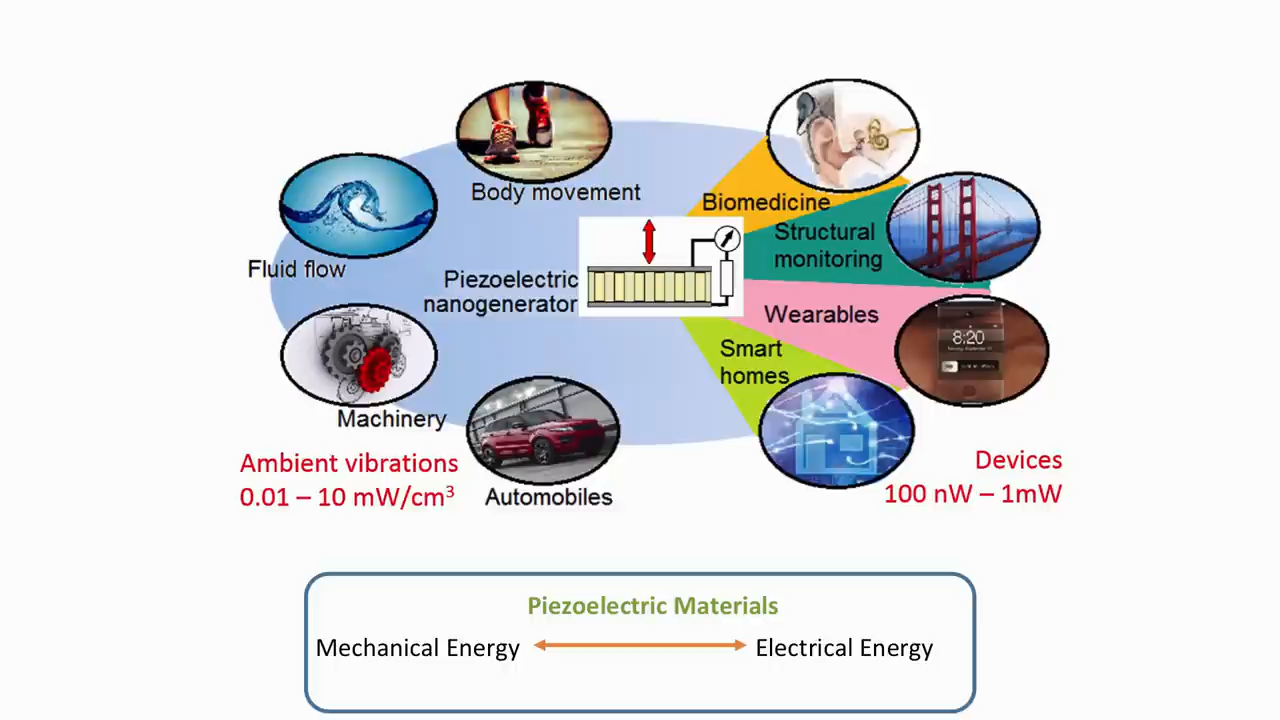 Body movement
Fluid flow
Piezoelectric
nanogenerator
Machinery
Ambient vibrations
0.01 – 10 mW/cm³
Automobiles
Biomedicine
Structural
monitoring
Wearables
8:20
Smart
homes
Devices
100 nW – 1mW
Piezoelectric Materials
Mechanical Energy
Electrical Energy